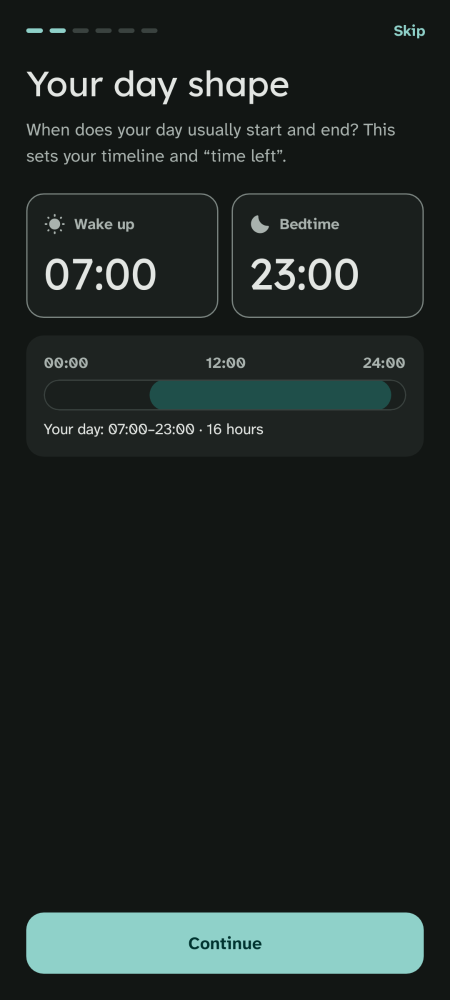 Skip
Your day shape
When does your day usually start and end? This
sets your timeline and “time left”.
Wake up
Bedtime
07:00
23:00
00:00 12:00 24:00
Your day: 07:00–23:00 · 16 hours
Continue